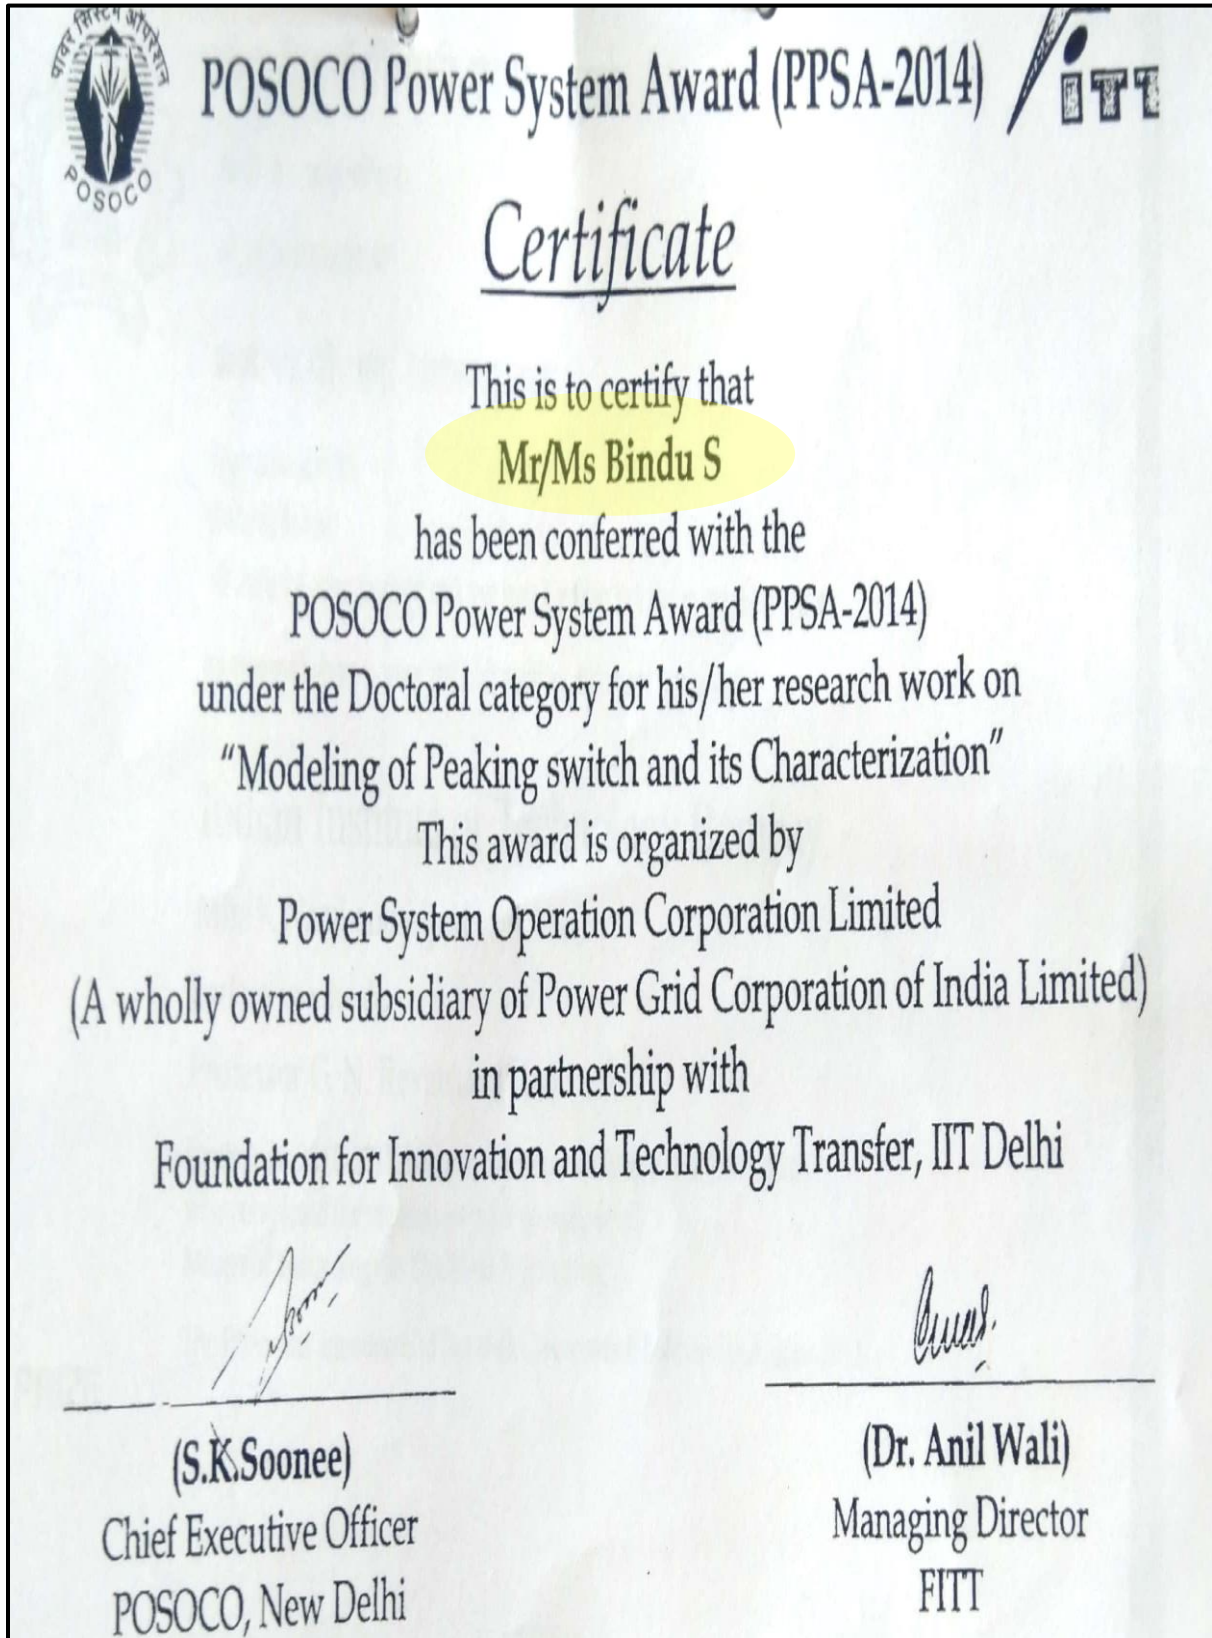 पावर सिस्टम ऑपरेशन
POSOCO
POSOCO Power System Award (PPSA-2014)
FITT
Certificate
This is to certify that
Mr/Ms Bindu S
has been conferred with the
POSOCO Power System Award (PPSA-2014)
under the Doctoral category for his/her research work on
“Modeling of Peaking switch and its Characterization”
This award is organized by
Power System Operation Corporation Limited
(A wholly owned subsidiary of Power Grid Corporation of India Limited)
in partnership with
Foundation for Innovation and Technology Transfer, IIT Delhi
(S.K.Soonee)
Chief Executive Officer
POSOCO, New Delhi
(Dr. Anil Wali)
Managing Director
FITT